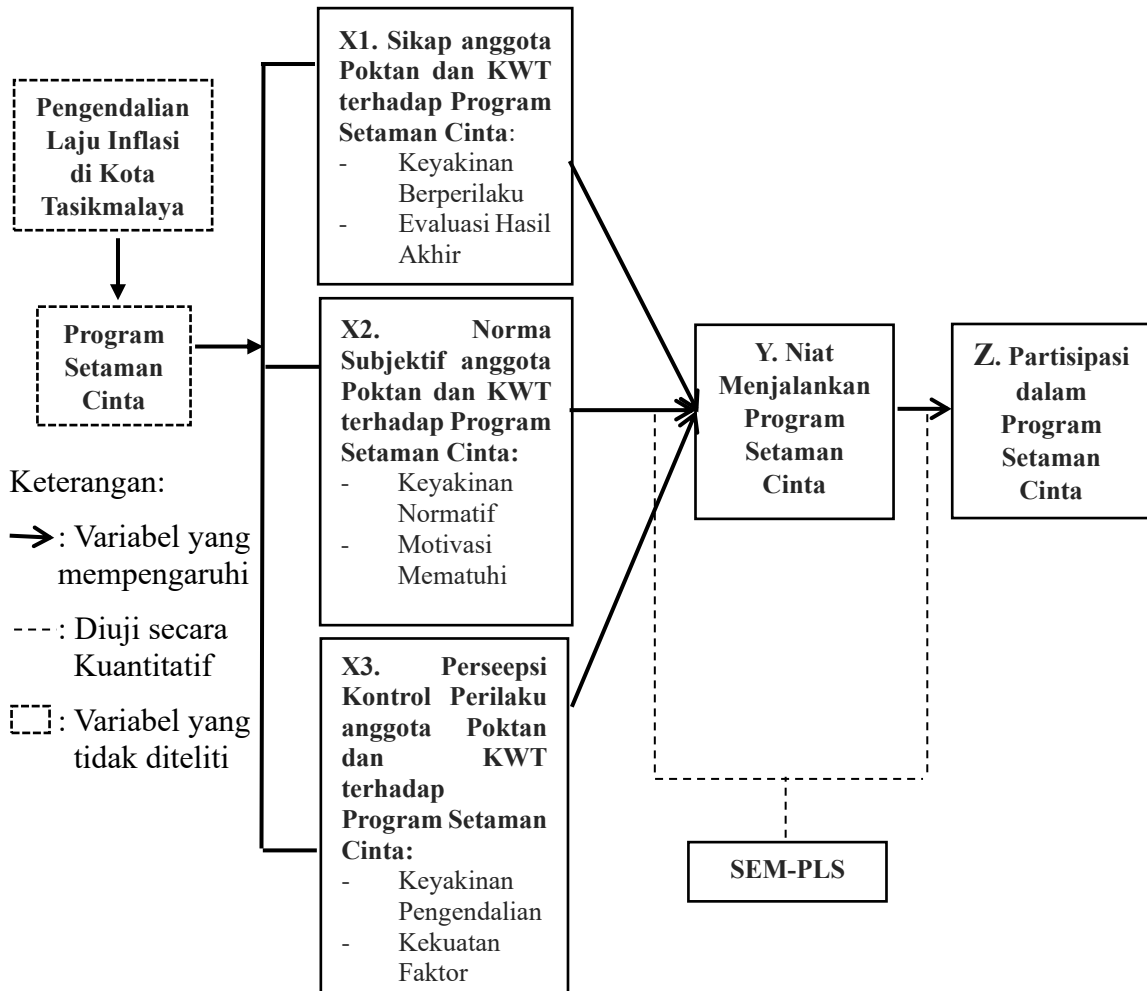 Pengendalian
Laju Inflasi
di Kota
Tasikmalaya
Program
Setaman
Cinta
Keterangan:
: Variabel yang
mempengaruhi
: Diuji secara
Kuantitatif
: Variabel yang
tidak diteliti
X1. Sikap anggota
Poktan dan KWT
terhadap Program
Setaman Cinta:
- Keyakinan
Berperilaku
- Evaluasi Hasil
Akhir
X2. Norma
Subjektif anggota
Poktan dan KWT
terhadap Program
Setaman Cinta:
- Keyakinan
Normatif
- Motivasi
Mematuhi
X3. Perseepsi
Kontrol Perilaku
anggota Poktan
dan KWT
terhadap
Program Setaman
Cinta:
- Keyakinan
Pengendalian
- Kekuatan
Faktor
Y. Niat
Menjalankan
Program
Setaman
Cinta
Z. Partisipasi
dalam
Program
Setaman
Cinta
SEM-PLS